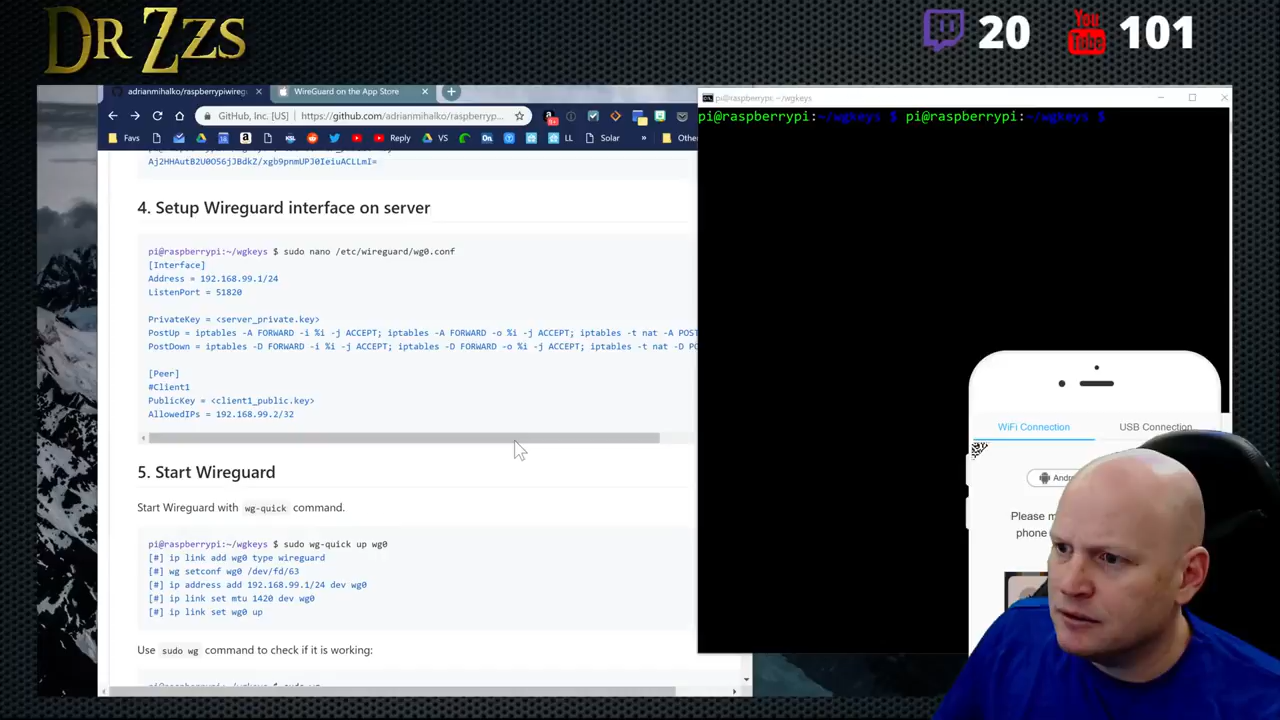 DR ZZS
20
YouTube 101
adrianmihalko/raspberrypiwireg
WireGuard on the App Store
GitHub, Inc. [US] | https://github.com/adrianmihalko/raspberryp...
Favs
Reply
VS
On
LL
Solar
Other
Aj2HHAutB2U0O56jJBdkZ/xgb9pnmUPJ0IeiuACLLmI=
4. Setup Wireguard interface on server
pi@raspberrypi:~/wgkeys $ sudo nano /etc/wireguard/wg0.conf
[Interface]
Address = 192.168.99.1/24
ListenPort = 51820
PrivateKey = <server_private.key>
PostUp = iptables -A FORWARD -i %i -j ACCEPT; iptables -A FORWARD -o %i -j ACCEPT; iptables -t nat -A POST
PostDown = iptables -D FORWARD -i %i -j ACCEPT; iptables -D FORWARD -o %i -j ACCEPT; iptables -t nat -D PO
[Peer]
#Client1
PublicKey = <client1_public.key>
AllowedIPs = 192.168.99.2/32
5. Start Wireguard
Start Wireguard with wg-quick command.
pi@raspberrypi:~/wgkeys $ sudo wg-quick up wg0
[#] ip link add wg0 type wireguard
[#] wg setconf wg0 /dev/fd/63
[#] ip address add 192.168.99.1/24 dev wg0
[#] ip link set mtu 1420 dev wg0
[#] ip link set wg0 up
Use sudo wg command to check if it is working:
pi@raspberrypi: ~/wgkeys
pi@raspberrypi:~/wgkeys $ pi@raspberrypi:~/wgkeys $
WiFi Connection
USB Connection
Andr
Please m
phone